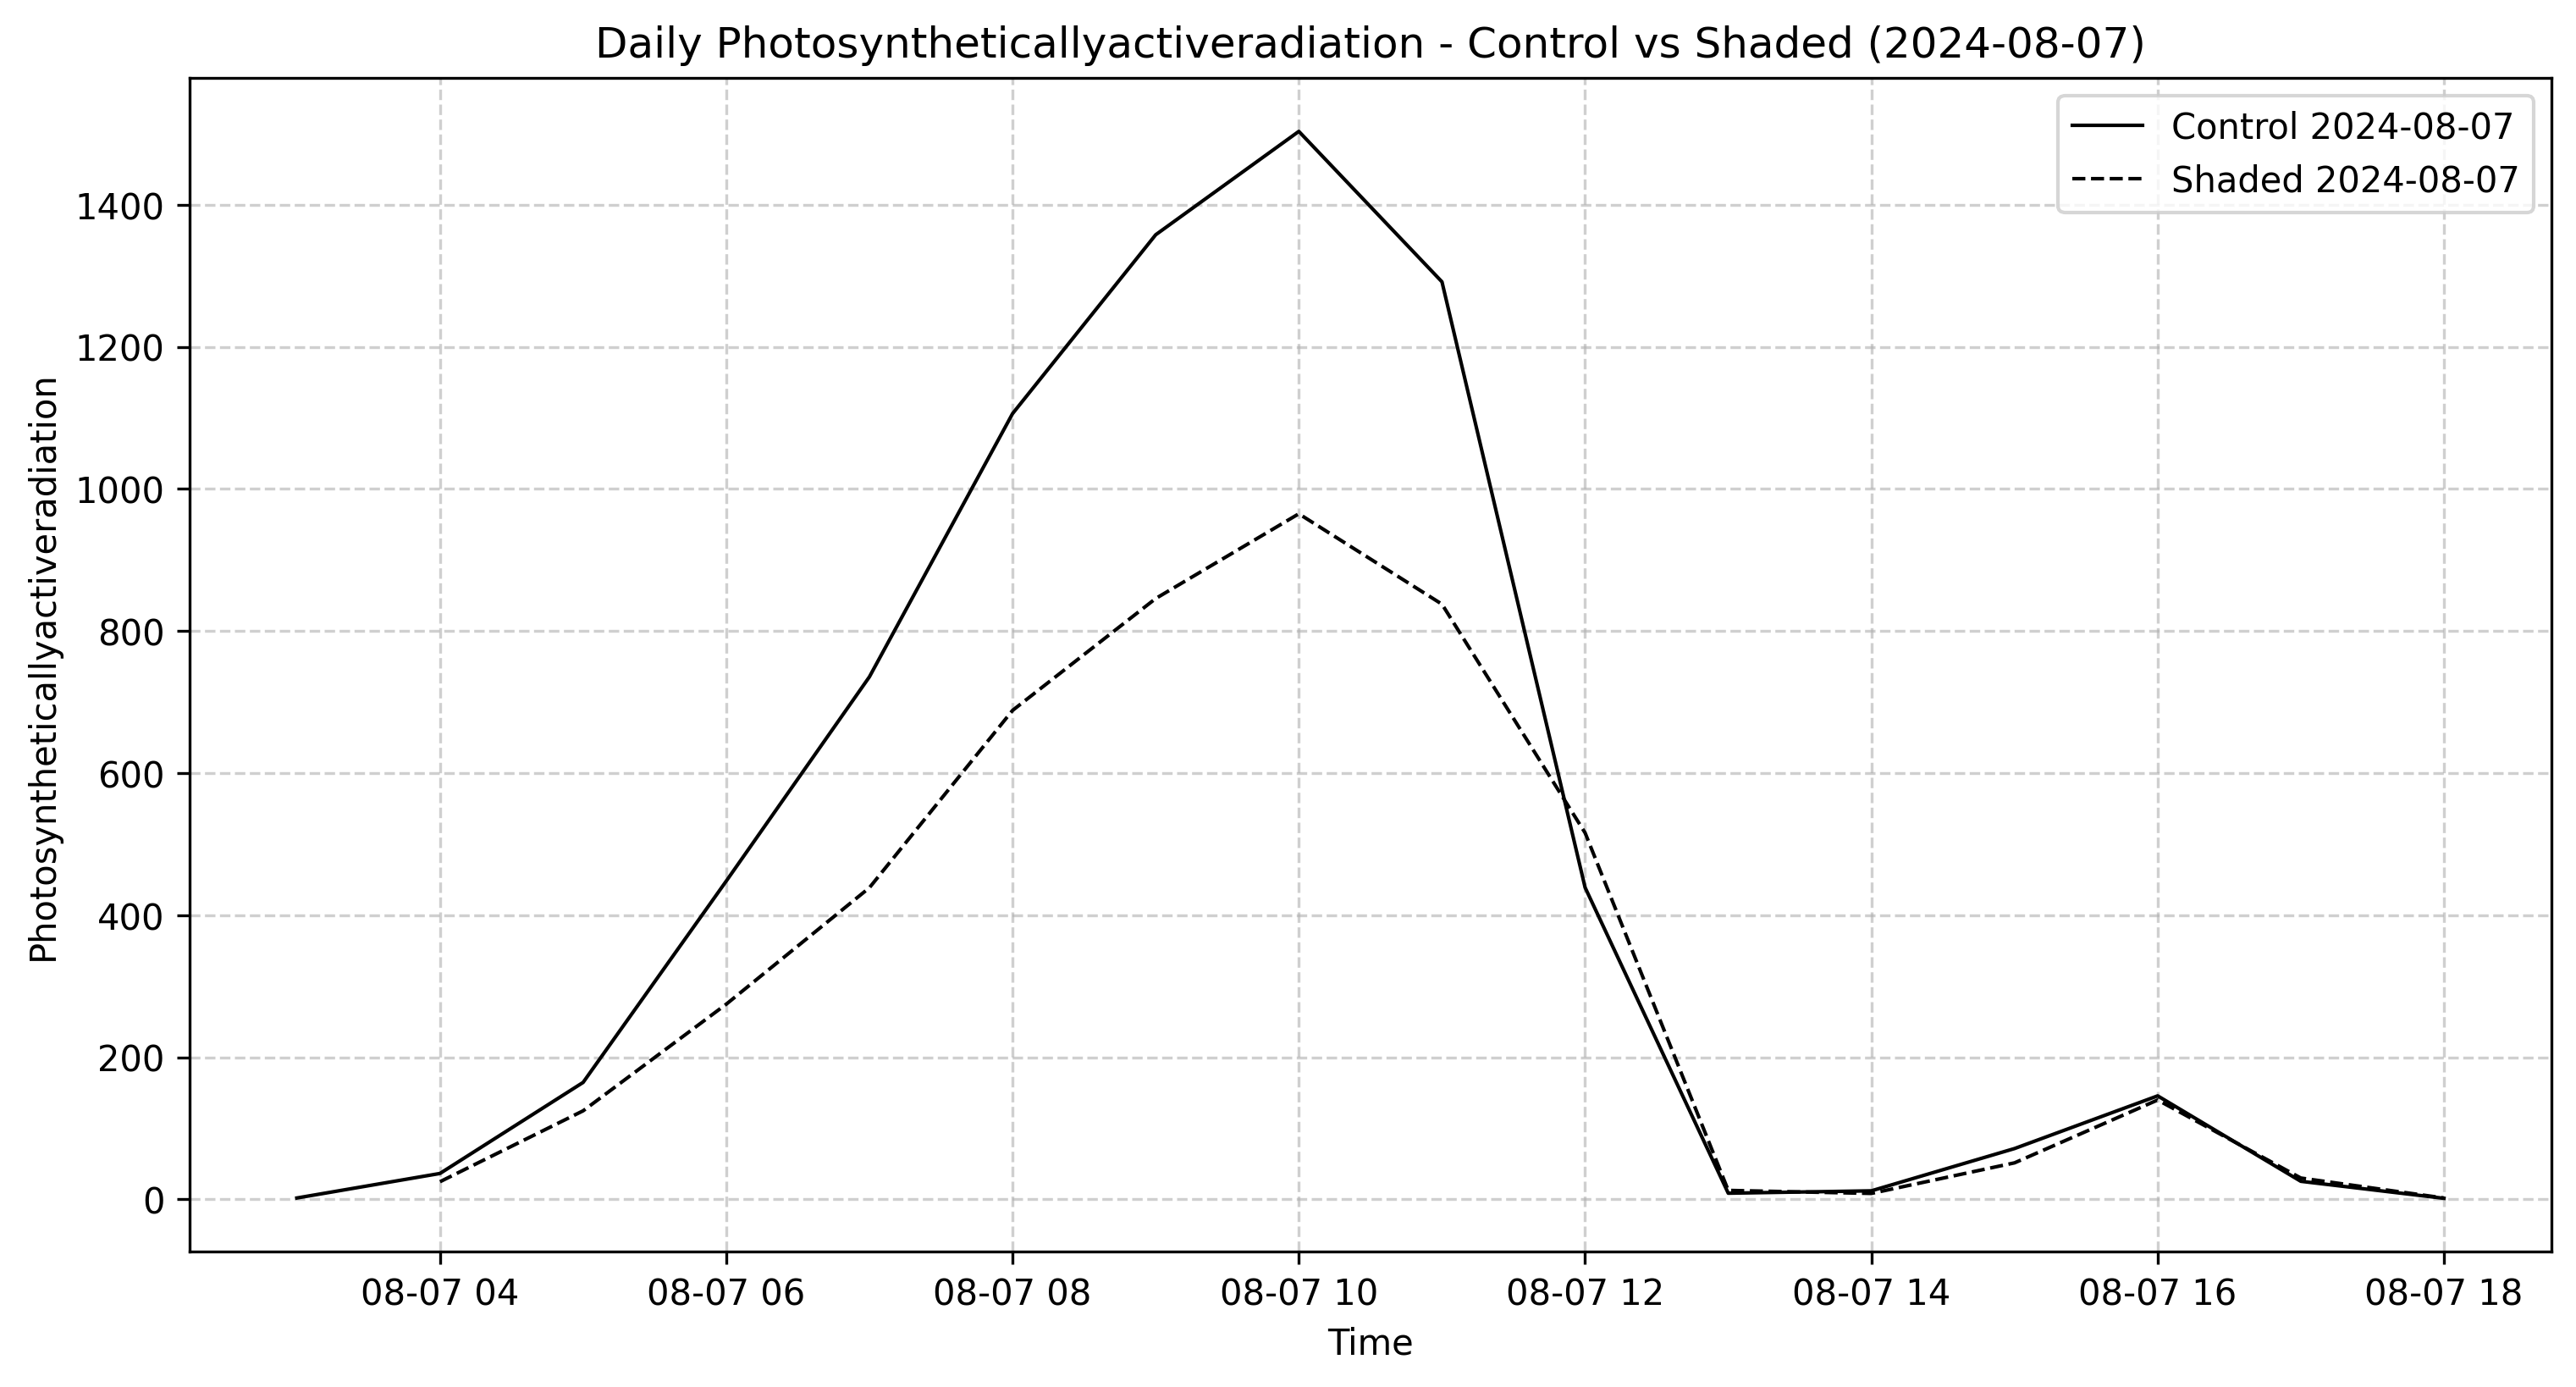 Daily Photosyntheticallyactiveradiation - Control vs Shaded (2024-08-07)
Control 2024-08-07
Shaded 2024-08-07
Photosyntheticallyactiveradiation
1400
1200
1000
800
600
400
200
0
08-07 04 08-07 06 08-07 08 08-07 10 08-07 12 08-07 14 08-07 16 08-07 18
Time